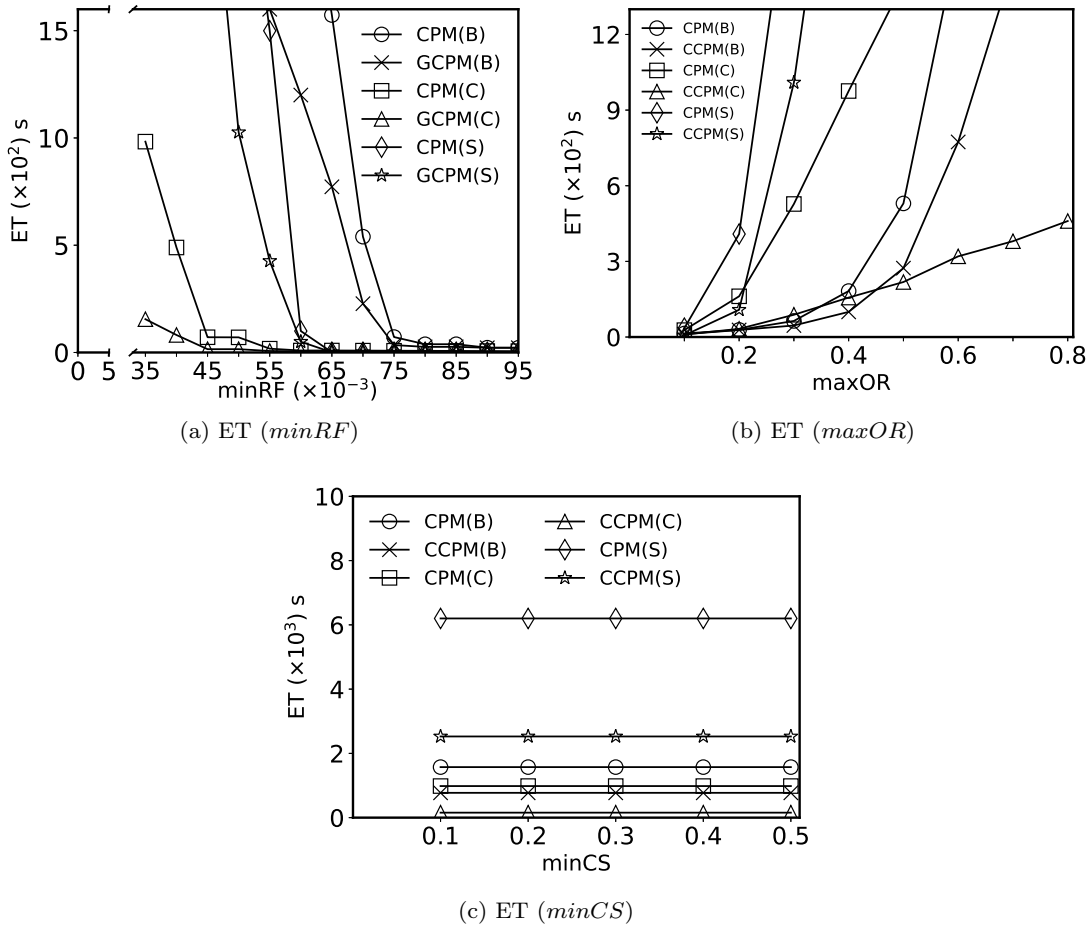 15
10
5
0
ET (×10²) s
CPM(B)
GCPM(B)
CPM(C)
GCPM(C)
CPM(S)
GCPM(S)
0 5 35 45 55 65 75 85 95
minRF (×10⁻³)
(a) ET (minRF)
12
9
6
3
0
ET (×10²) s
CPM(B)
CCPM(B)
CPM(C)
CCPM(C)
CPM(S)
CCPM(S)
0.2 0.4 0.6 0.8
maxOR
(b) ET (maxOR)
10
8
6
4
2
0
ET (×10³) s
CPM(B) CCPM(C)
CCPM(B) CPM(S)
CPM(C) CCPM(S)
0.1 0.2 0.3 0.4 0.5
minCS
(c) ET (minCS)